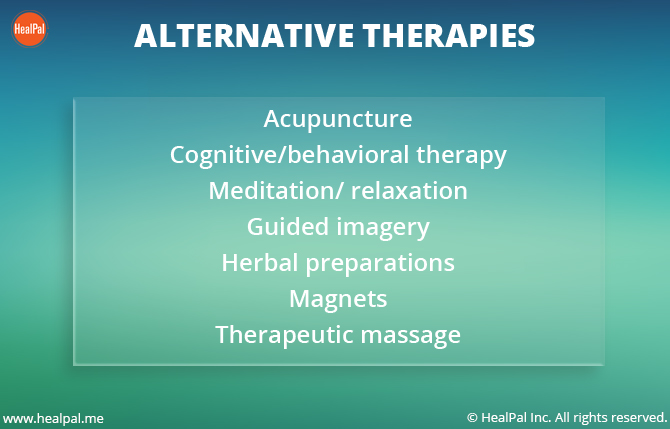 HealPal
ALTERNATIVE THERAPIES
Acupuncture
Cognitive/behavioral therapy
Meditation/ relaxation
Guided imagery
Herbal preparations
Magnets
Therapeutic massage
www.healpal.me
© HealPal Inc. All rights reserved.